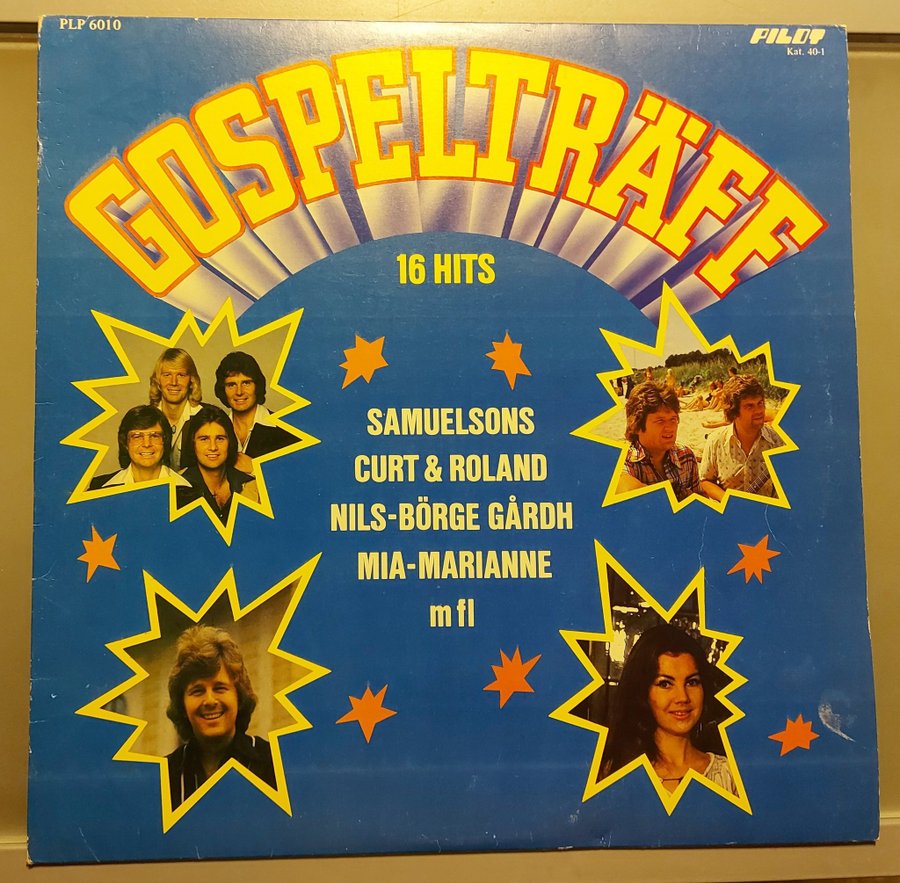 PLP 6010
PILOT
Kat. 40-1
GOSPELTRÄFF
16 HITS
SAMUELSONS
CURT & ROLAND
NILS-BÖRGE GÅRDH
MIA-MARIANNE
m fl